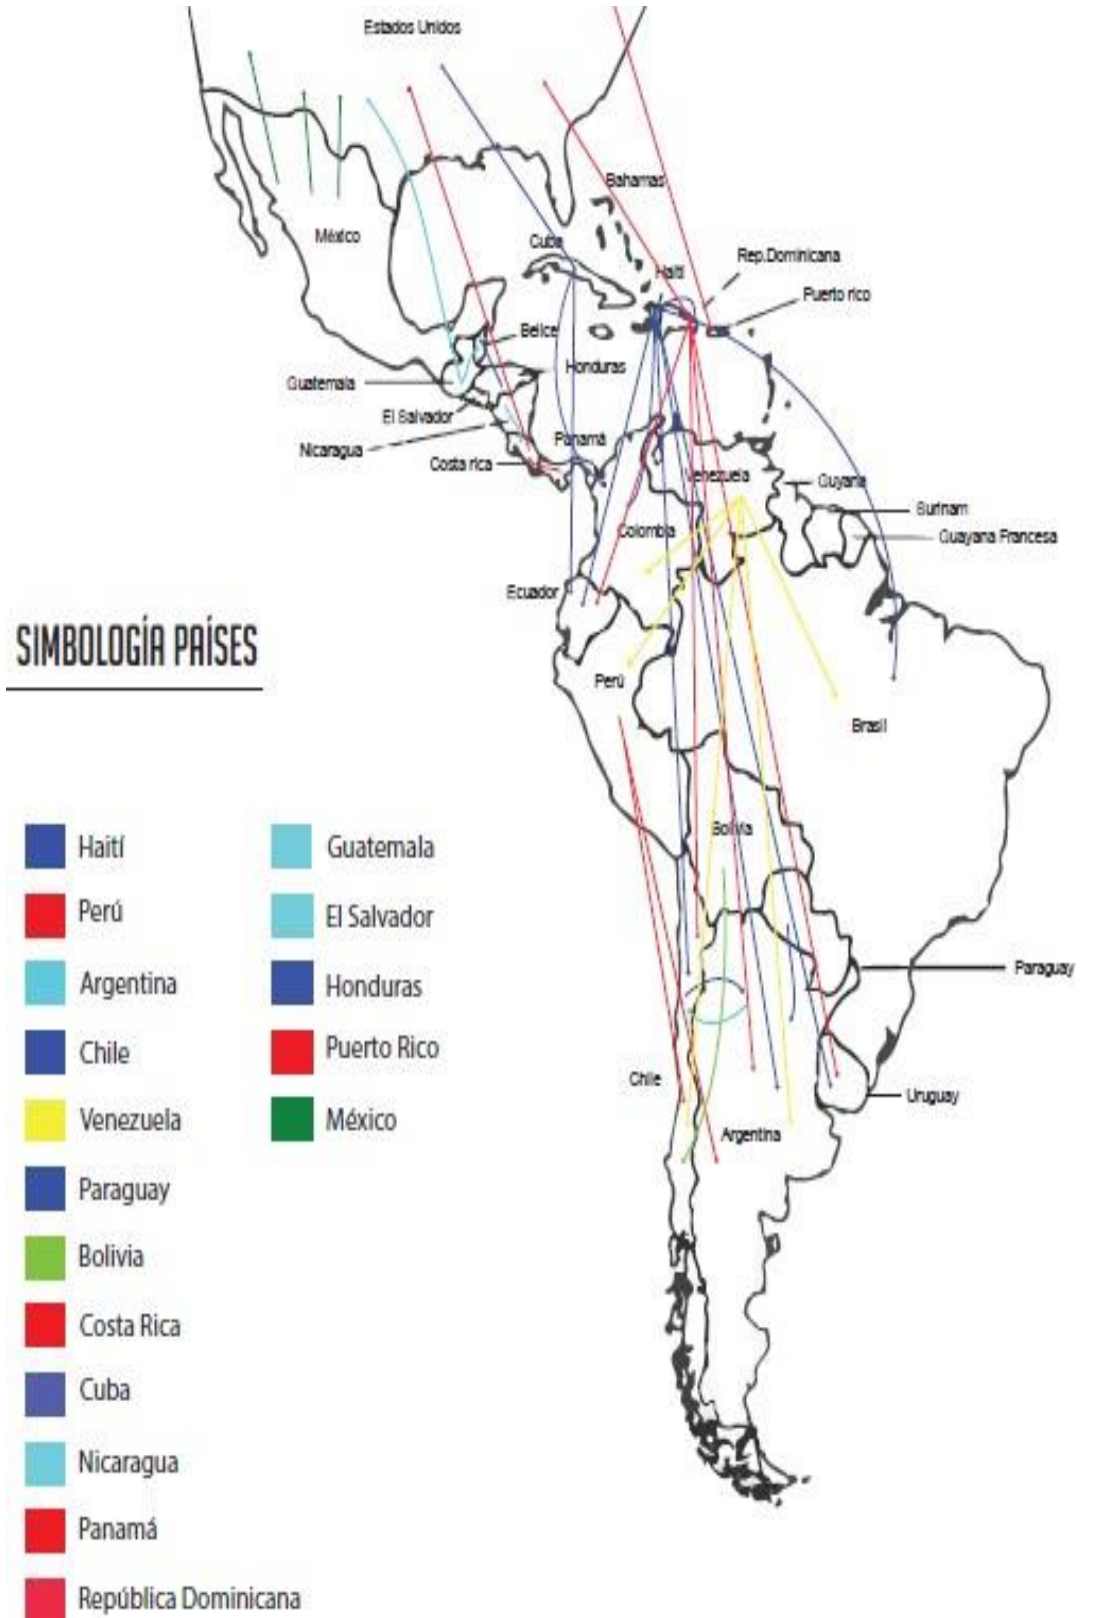 Estados Unidos
Bahamas
México
Cuba
Haití
Rep.Dominicana
Puerto rico
Belice
Honduras
Guatemala
El Salvador
Nicaragua
Costa rica
Panamá
Venezuela
Guyana
Surinam
Guayana Francesa
Colombia
Ecuador
Perú
Brasil
Bolivia
Paraguay
Chile
Uruguay
Argentina
SIMBOLOGÍA PAÍSES
Haití
Perú
Argentina
Chile
Venezuela
Paraguay
Bolivia
Costa Rica
Cuba
Nicaragua
Panamá
República Dominicana
Guatemala
El Salvador
Honduras
Puerto Rico
México